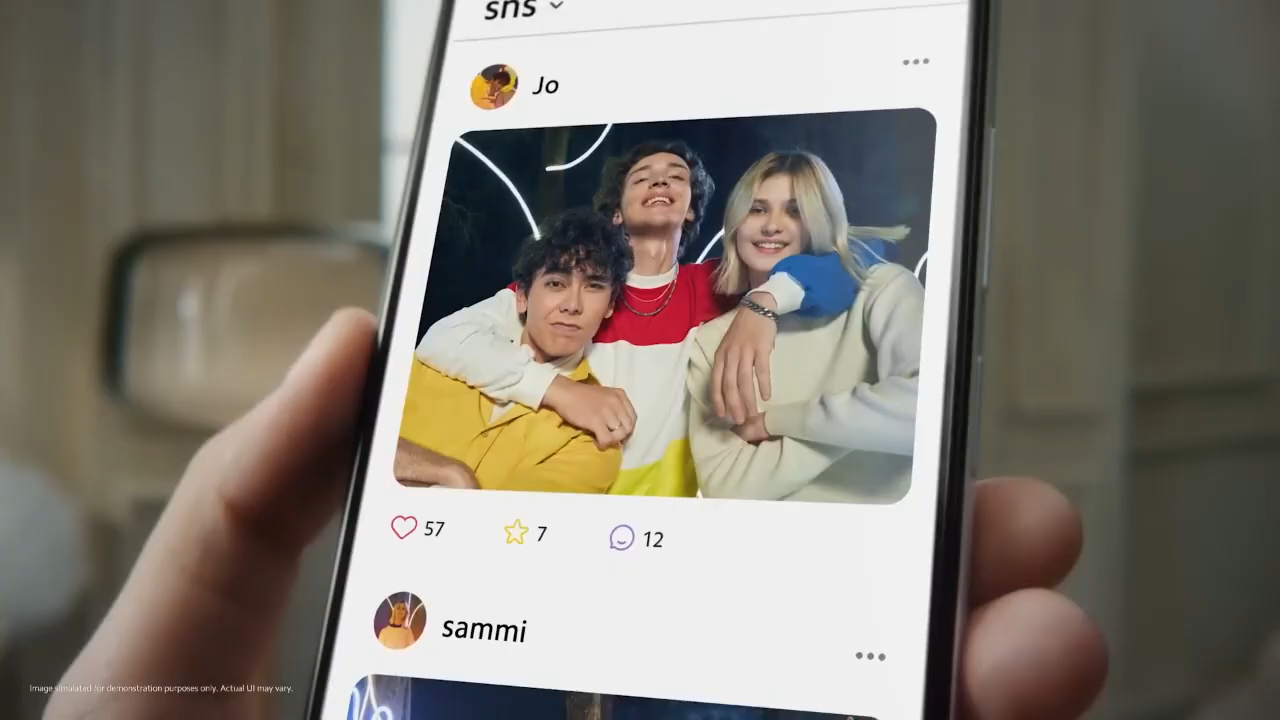 sns
Jo
57
7
12
sammi
Image simulated for demonstration purposes only. Actual UI may vary.